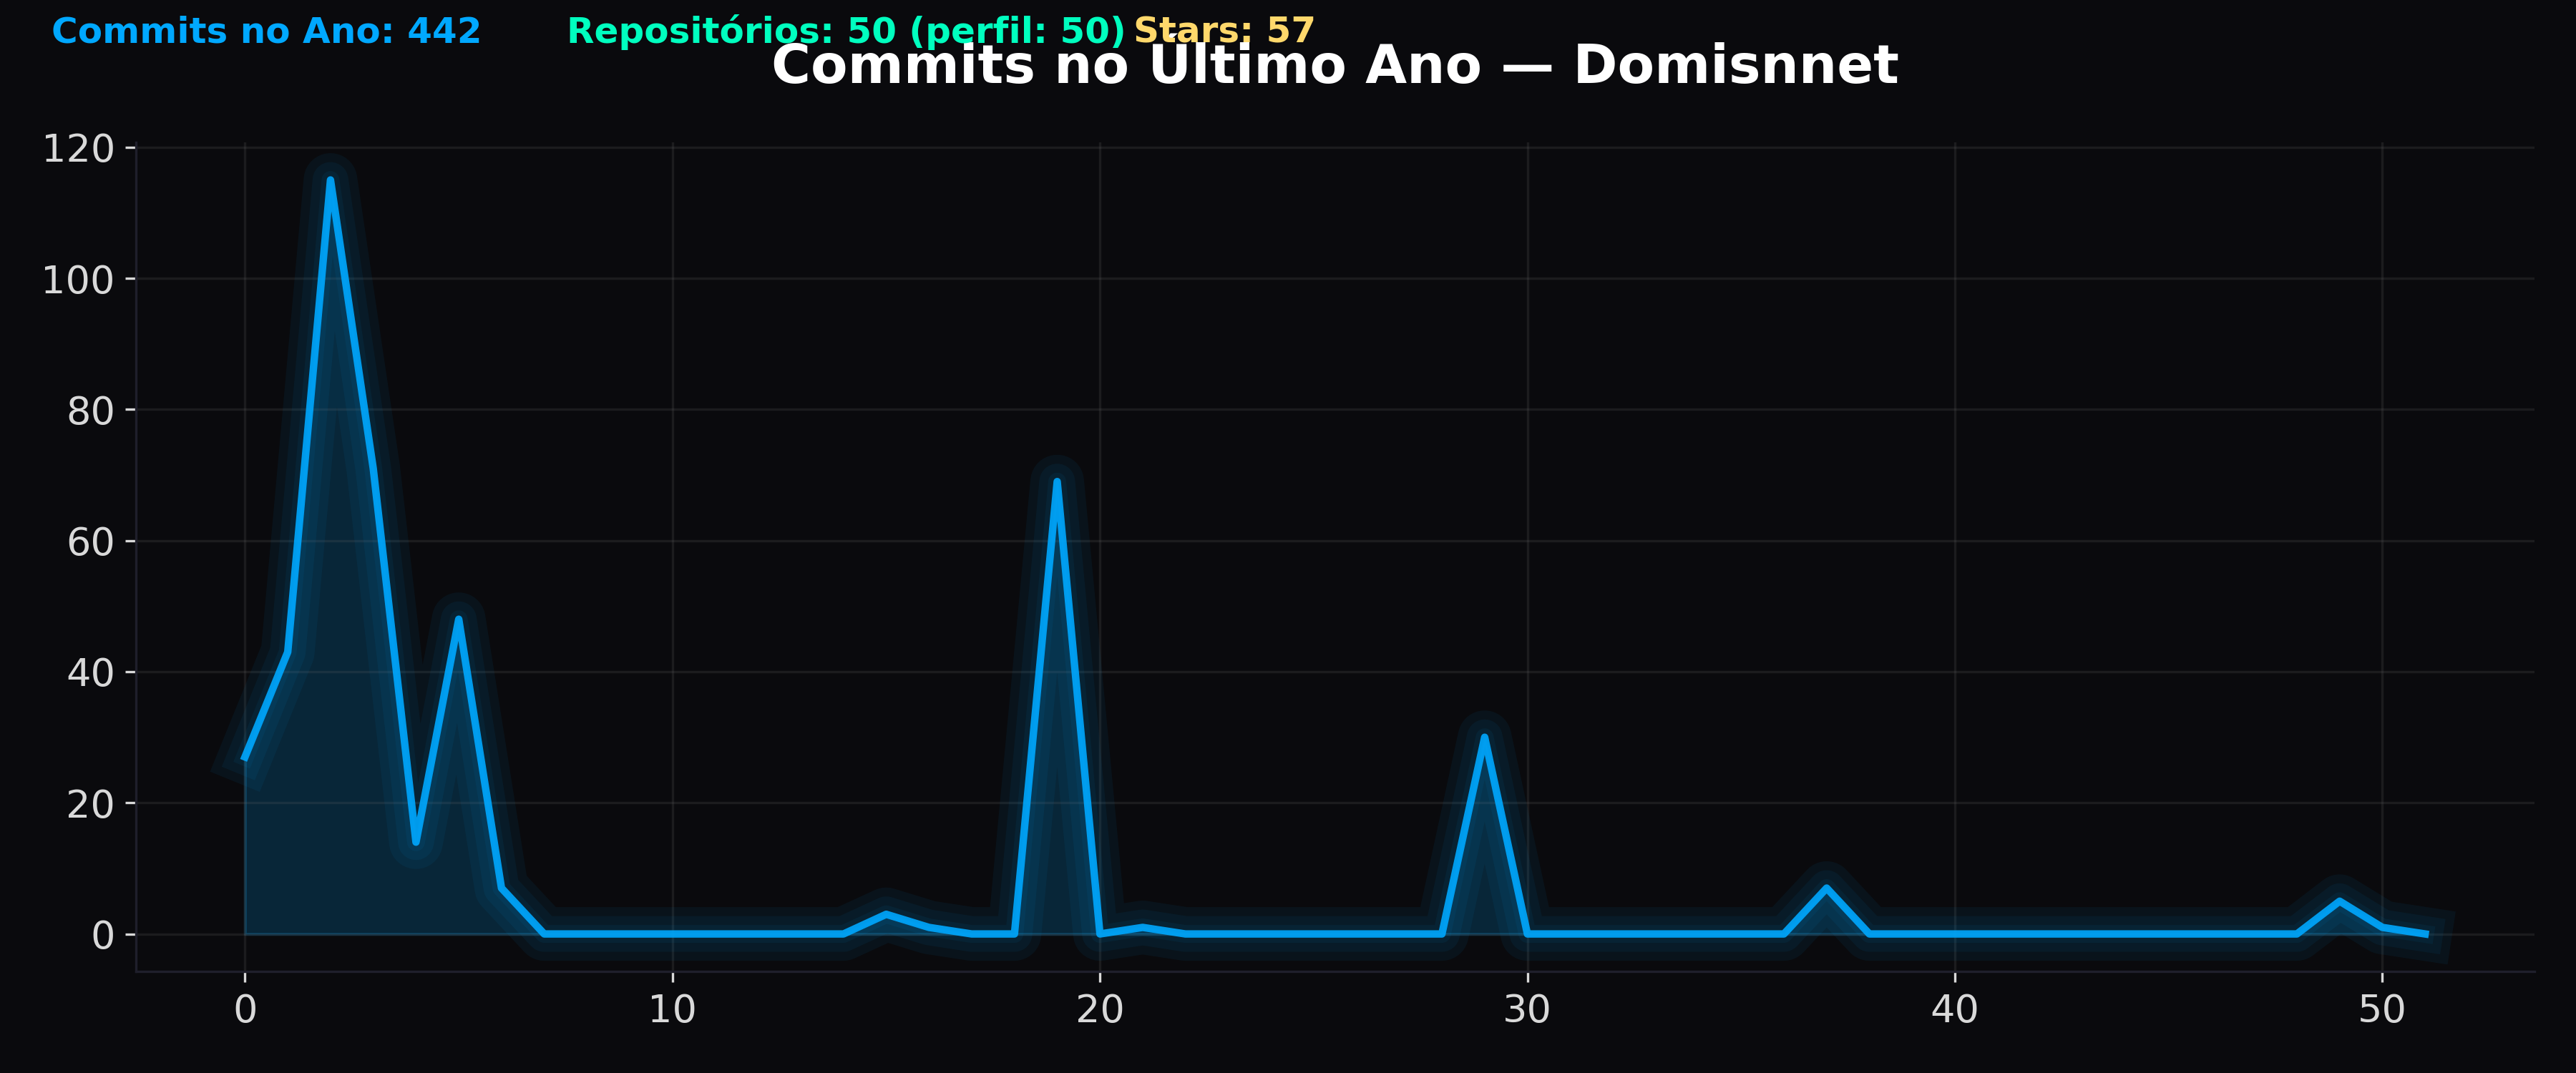 Commits no Ano: 442 Repositórios: 50 (perfil: 50) Stars: 57
Commits no Último Ano — Domisnnet
120
100
80
60
40
20
0
0 10 20 30 40 50